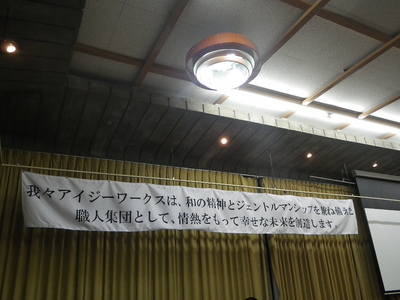 我々アイジーワークスは、和の精神とジェントルマンシップを兼ね備えた
職人集団として、情熱をもって幸せな未来を創造します